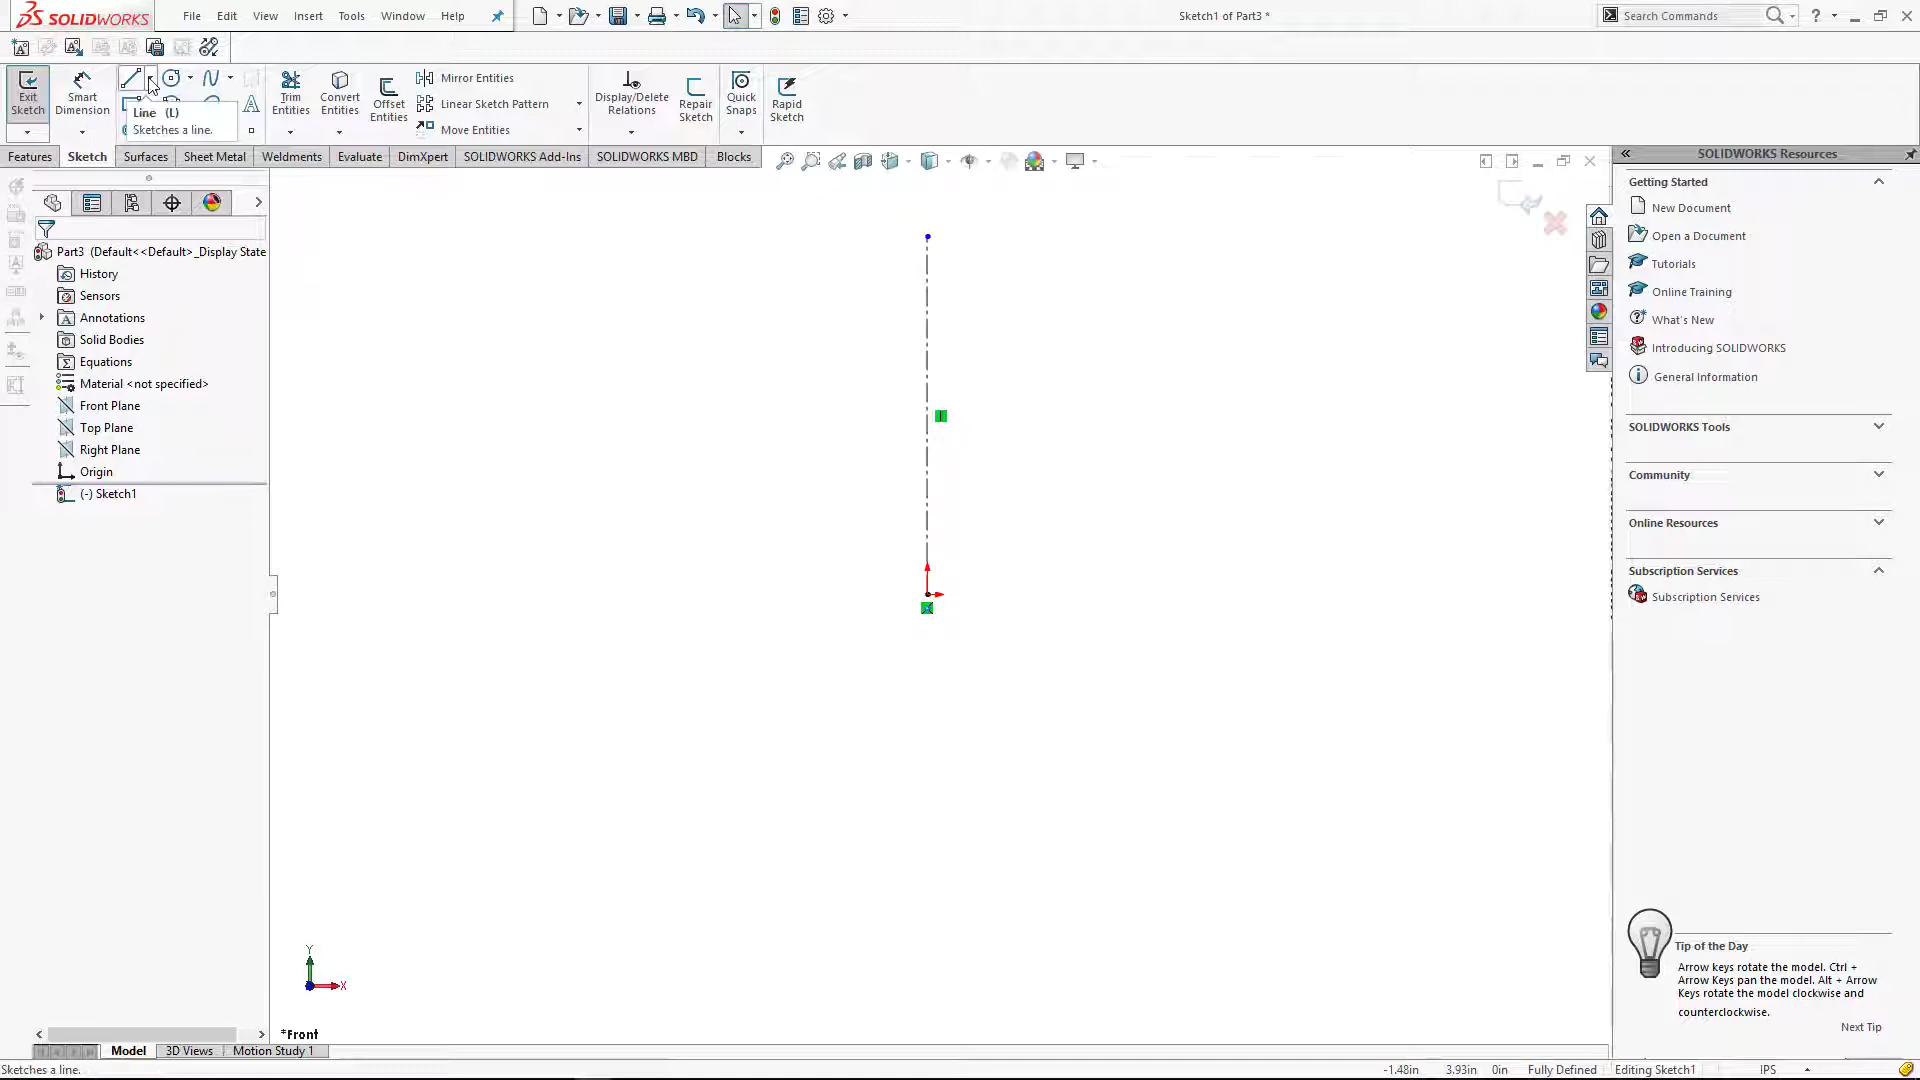 SOLIDWORKS
File Edit View Insert Tools Window Help
Sketch1 of Part3 *
Search Commands
?
Exit Sketch
Smart Dimension
Line (L)
Sketches a line.
Trim Entities
Convert Entities
Offset Entities
Mirror Entities
Linear Sketch Pattern
Move Entities
Display/Delete Relations
Repair Sketch
Quick Snaps
Rapid Sketch
Features Sketch Surfaces Sheet Metal Weldments Evaluate DimXpert SOLIDWORKS Add-Ins SOLIDWORKS MBD Blocks
Part3 (Default<<Default>_Display State
History
Sensors
Annotations
Solid Bodies
Equations
Material <not specified>
Front Plane
Top Plane
Right Plane
Origin
(-) Sketch1
SOLIDWORKS Resources
Getting Started
New Document
Open a Document
Tutorials
Online Training
What's New
Introducing SOLIDWORKS
General Information
SOLIDWORKS Tools
Community
Online Resources
Subscription Services
Subscription Services
Tip of the Day
Arrow keys rotate the model. Ctrl +
Arrow Keys pan the model. Alt + Arrow
Keys rotate the model clockwise and
counterclockwise.
Next Tip
Y
X
*Front
Model 3D Views Motion Study 1
Sketches a line.
-1.48in 3.93in 0in Fully Defined Editing Sketch1 IPS